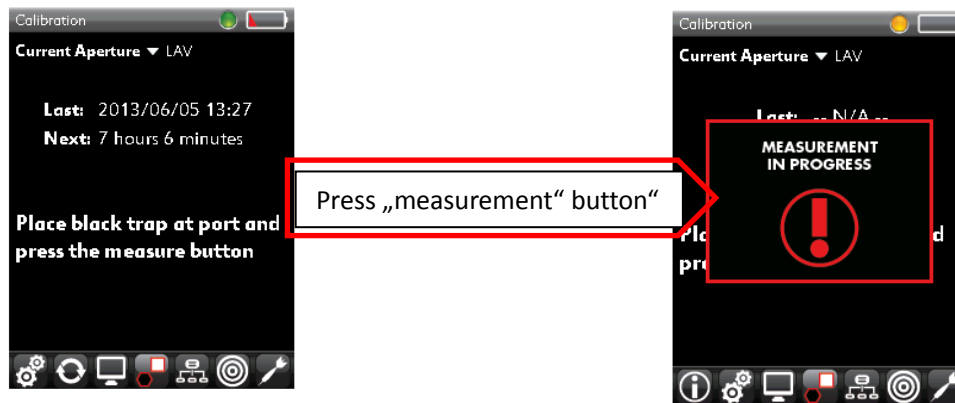 Calibration
Current Aperture ▼ LAV
Last: 2013/06/05 13:27
Next: 7 hours 6 minutes
Place black trap at port and
press the measure button
Press „measurement“ button“
Calibration
Current Aperture ▼ LAV
Last: -- N/A --
MEASUREMENT
IN PROGRESS